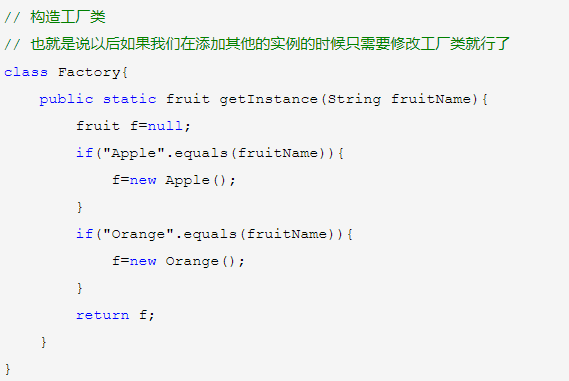 // 构造工厂类
// 也就是说以后如果我们在添加其他的实例的时候只需要修改工厂类就行了
class Factory{
    public static fruit getInstance(String fruitName){
        fruit f=null;
        if("Apple".equals(fruitName)){
            f=new Apple();
        }
        if("Orange".equals(fruitName)){
            f=new Orange();
        }
        return f;
    }
}